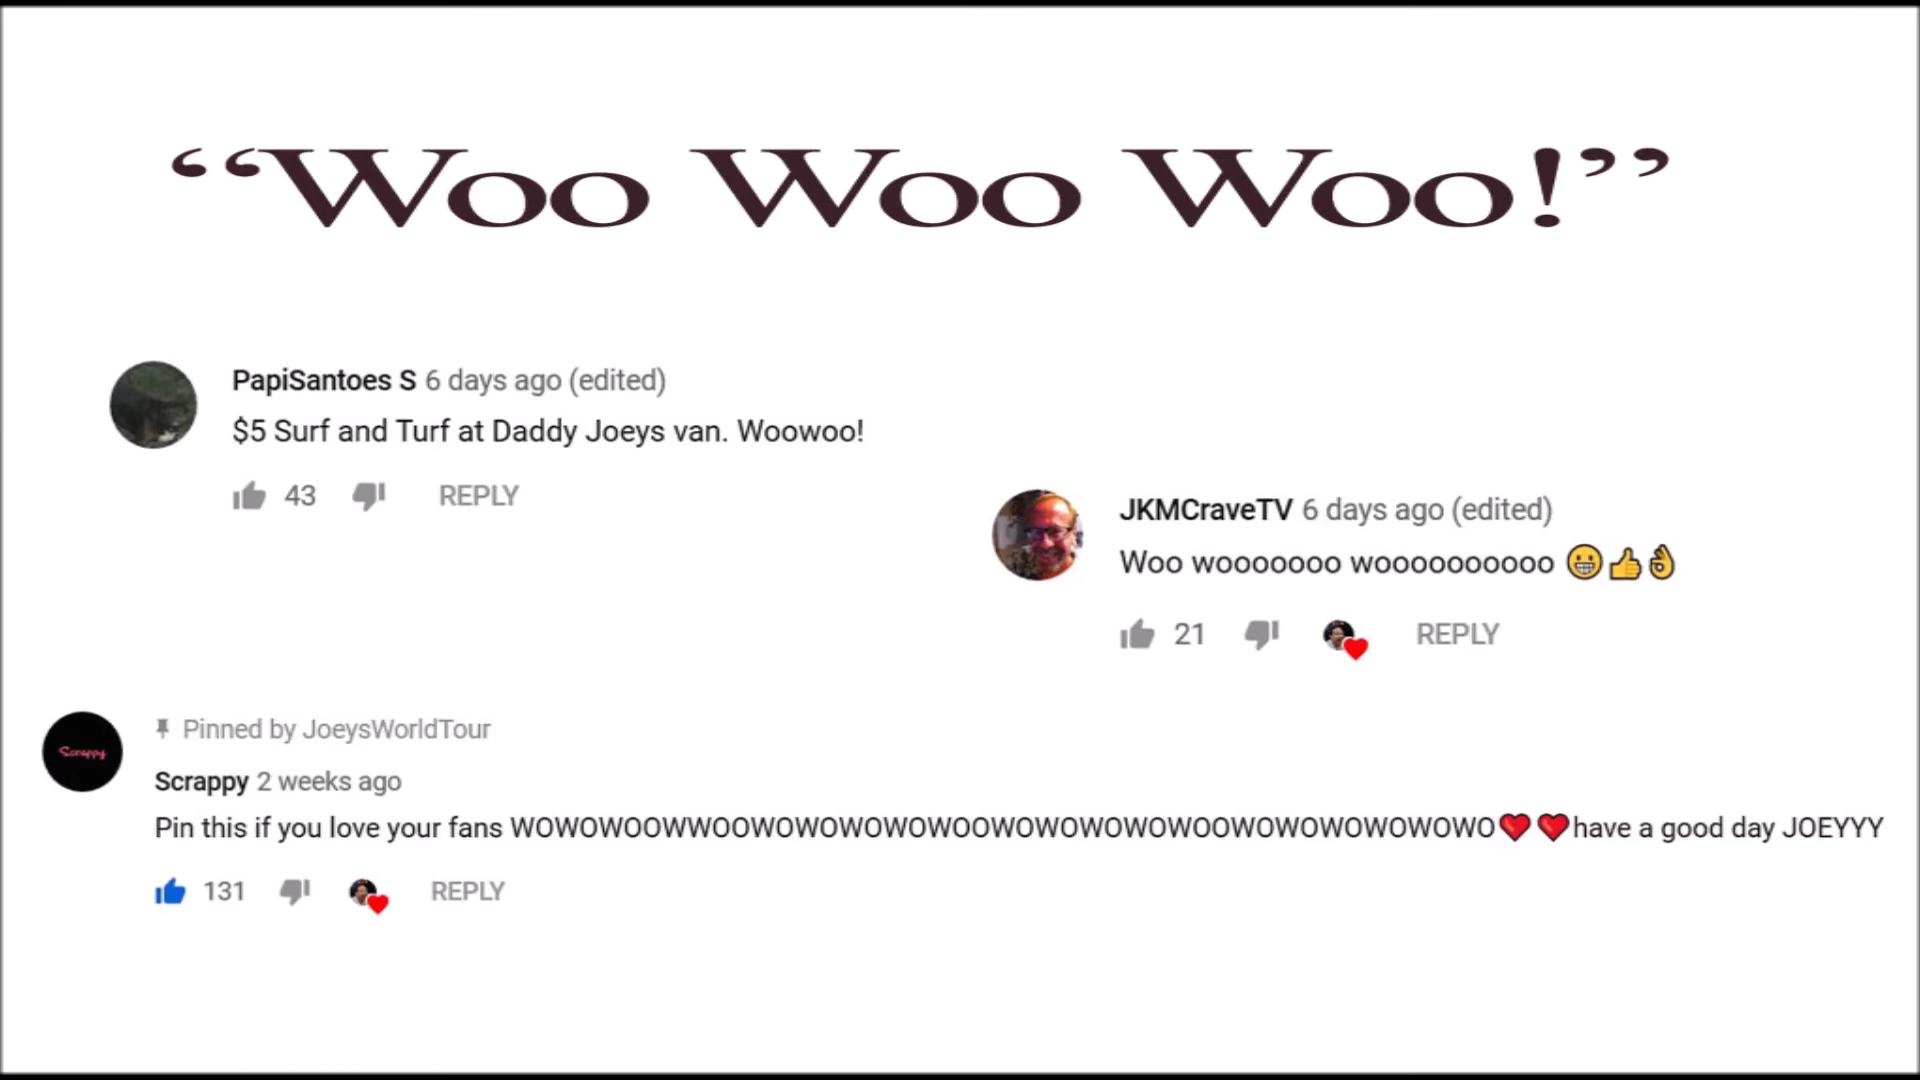 “Woo Woo Woo!”
PapiSantoes S 6 days ago (edited)
$5 Surf and Turf at Daddy Joeys van. Woowoo!
43 REPLY
JKMCraveTV 6 days ago (edited)
Woo wooooooo woooooooooo 😀👍👌
21 REPLY
Pinned by JoeysWorldTour
Scrappy
Scrappy 2 weeks ago
Pin this if you love your fans WOWOWOOWWOOWOWOWOWOWOOWOWOWOWOWOOWOWOWOWOWOWO❤️❤️have a good day JOEYYY
131 REPLY